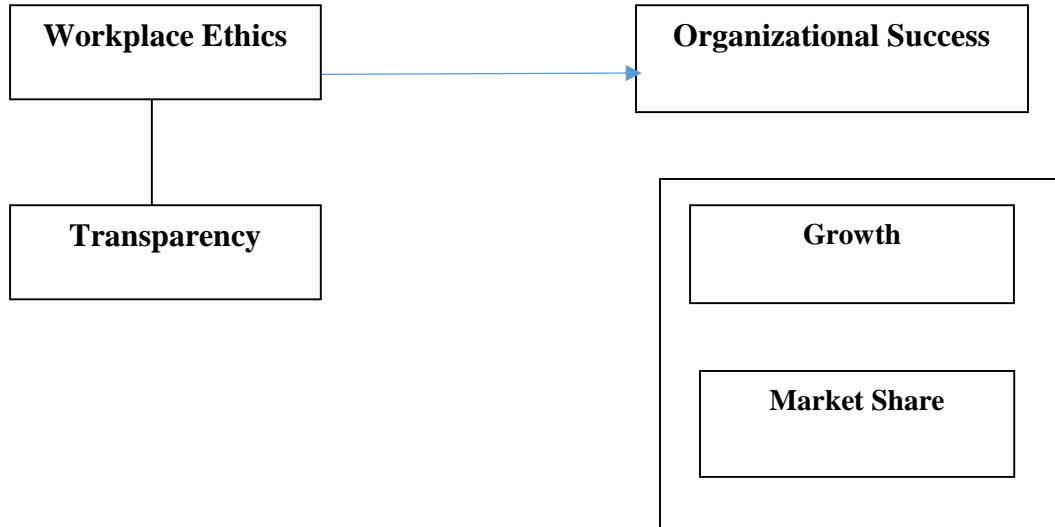 Workplace Ethics
Organizational Success
Transparency
Growth
Market Share